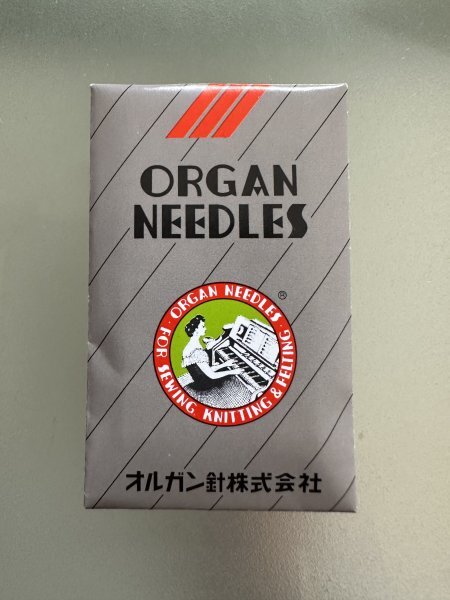 ORGAN
NEEDLES
®
· ORGAN NEEDLES · FOR SEWING KNITTING & FELTING
オルガン針株式会社